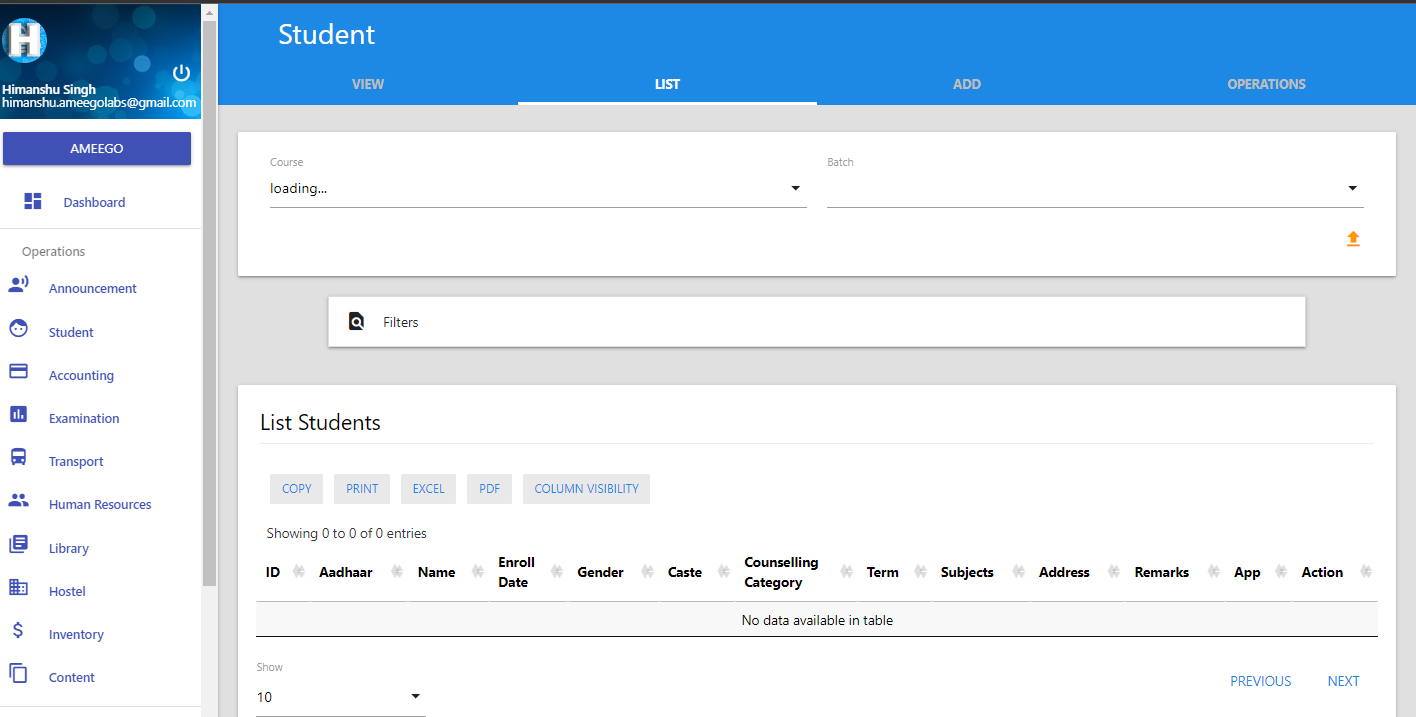 H
Himanshu Singh
himanshu.ameegolabs@gmail.com
AMEEGO
Dashboard
Operations
Announcement
Student
Accounting
Examination
Transport
Human Resources
Library
Hostel
Inventory
Content
Student
VIEW LIST ADD OPERATIONS
Course Batch
loading...
Filters
List Students
COPY PRINT EXCEL PDF COLUMN VISIBILITY
Showing 0 to 0 of 0 entries
ID Aadhaar Name Enroll Date Gender Caste Counselling Category Term Subjects Address Remarks App Action
No data available in table
Show
10
PREVIOUS NEXT